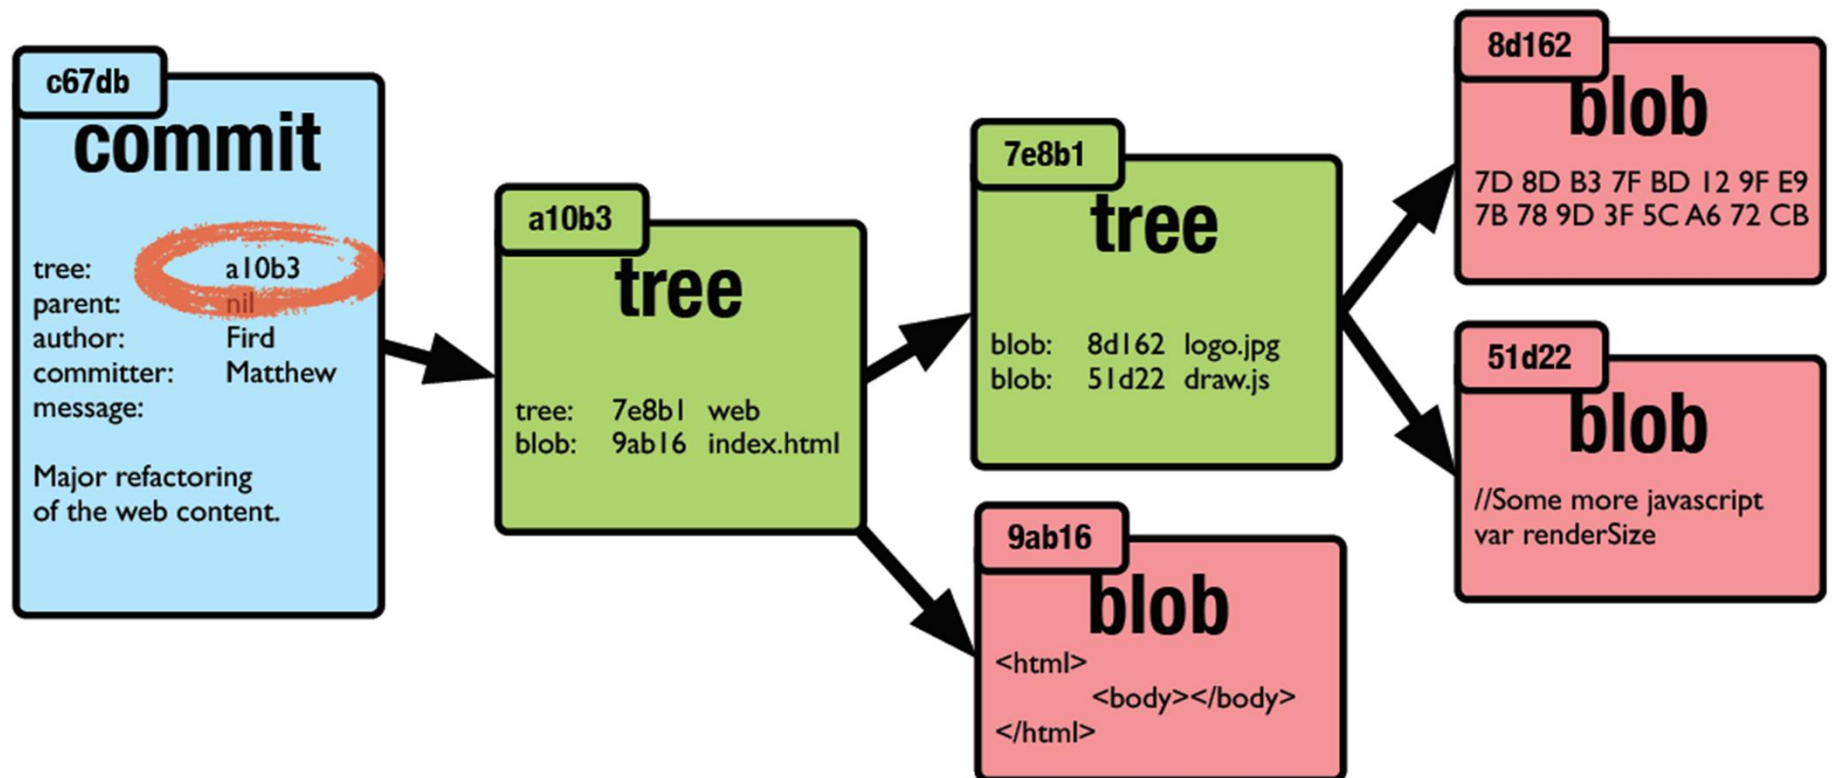 c67db
commit
tree: a10b3
parent: nil
author: Fird
committer: Matthew
message:
Major refactoring
of the web content.
a10b3
tree
tree: 7e8b1 web
blob: 9ab16 index.html
7e8b1
tree
blob: 8d162 logo.jpg
blob: 51d22 draw.js
9ab16
blob
<html>
<body></body>
</html>
8d162
blob
7D 8D B3 7F BD 12 9F E9
7B 78 9D 3F 5C A6 72 CB
51d22
blob
//Some more javascript
var renderSize